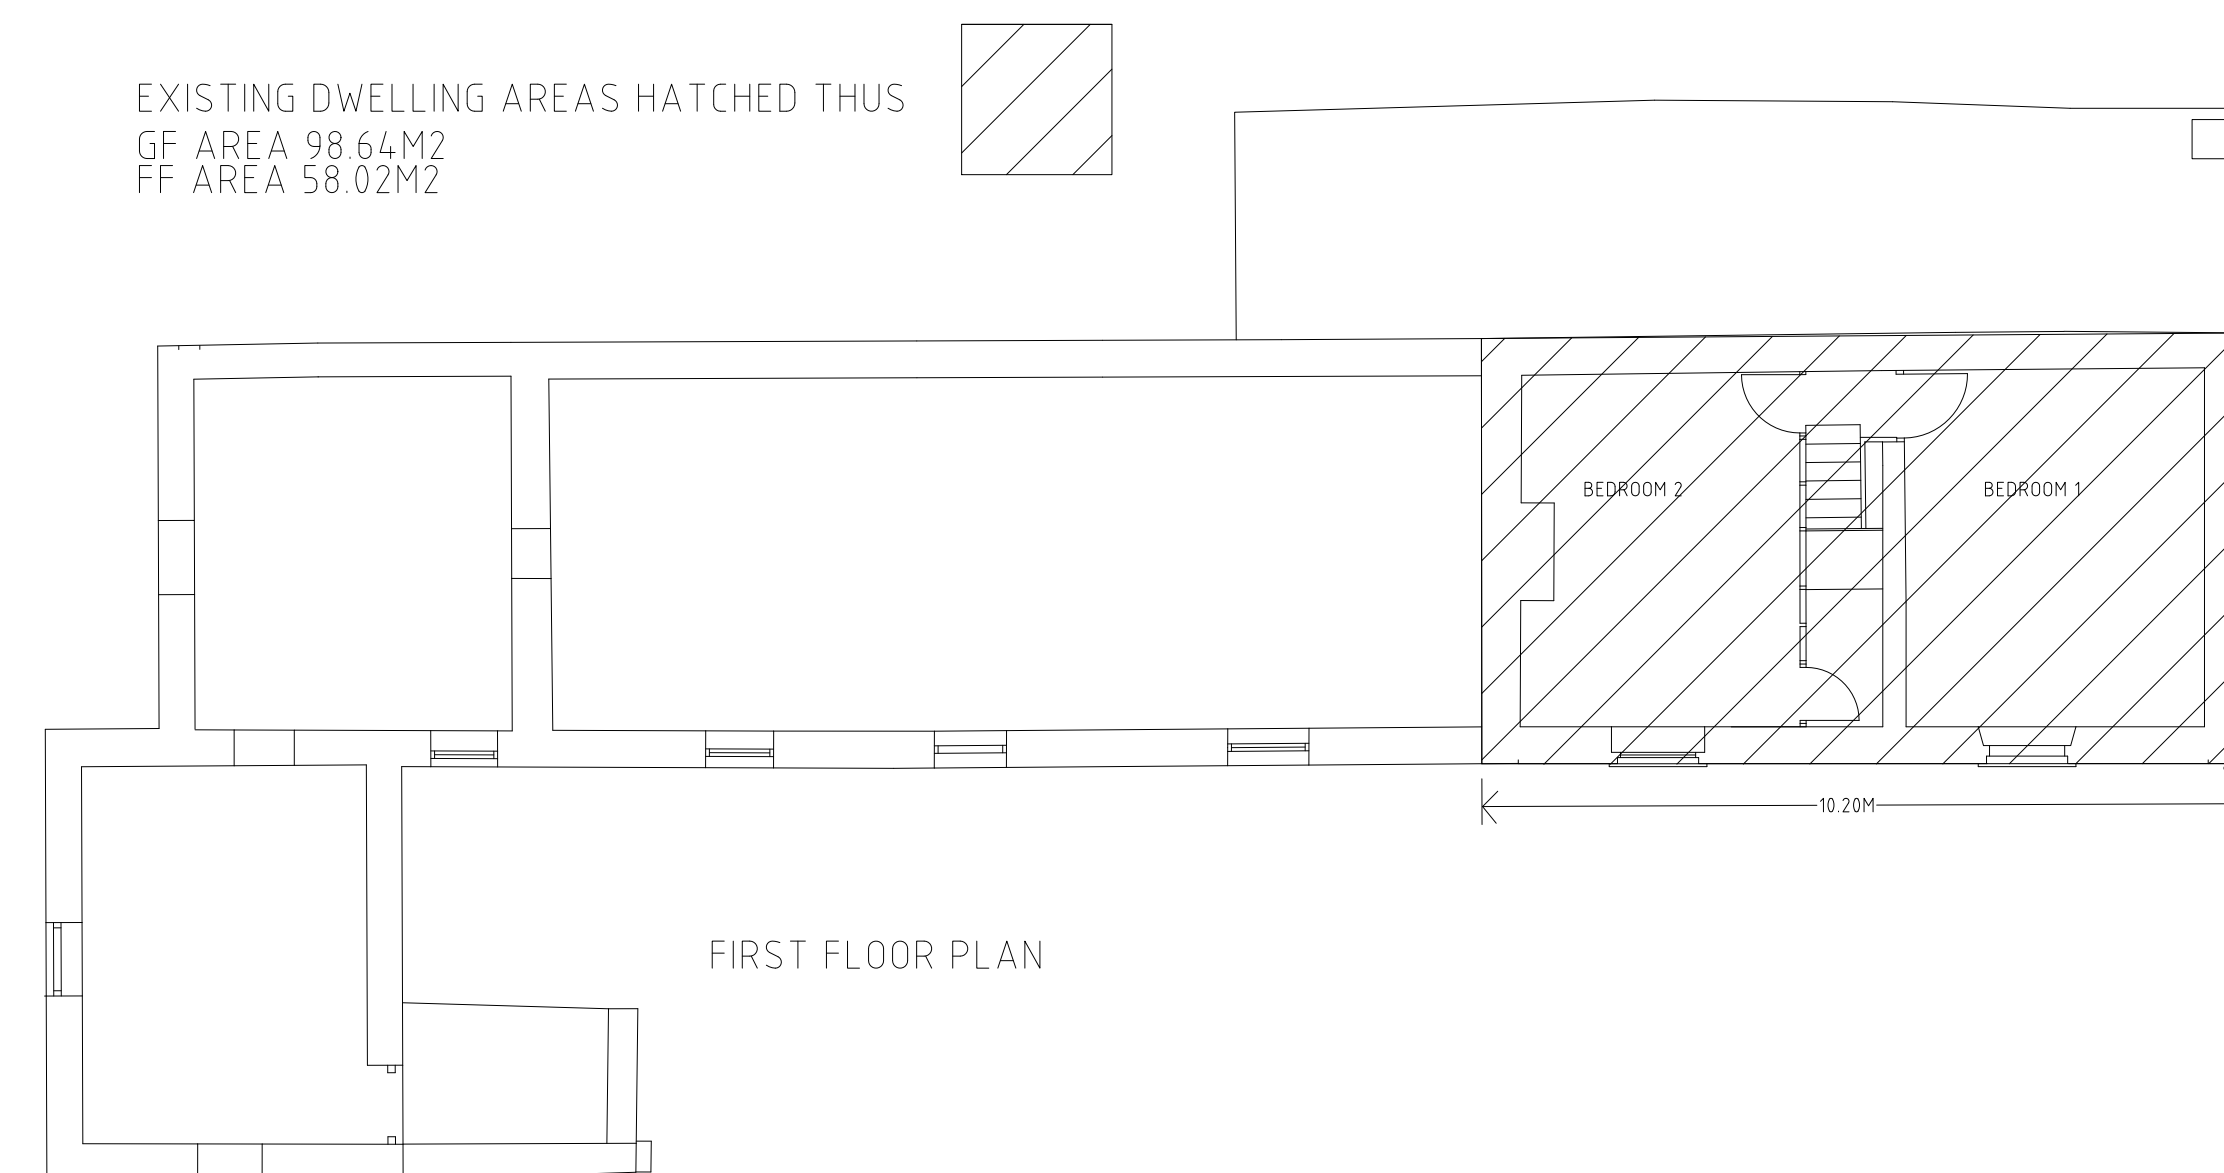 EXISTING DWELLING AREAS HATCHED THUS
GF AREA 98.64M2
FF AREA 58.02M2
BEDROOM 2
BEDROOM 1
10.20M
FIRST FLOOR PLAN